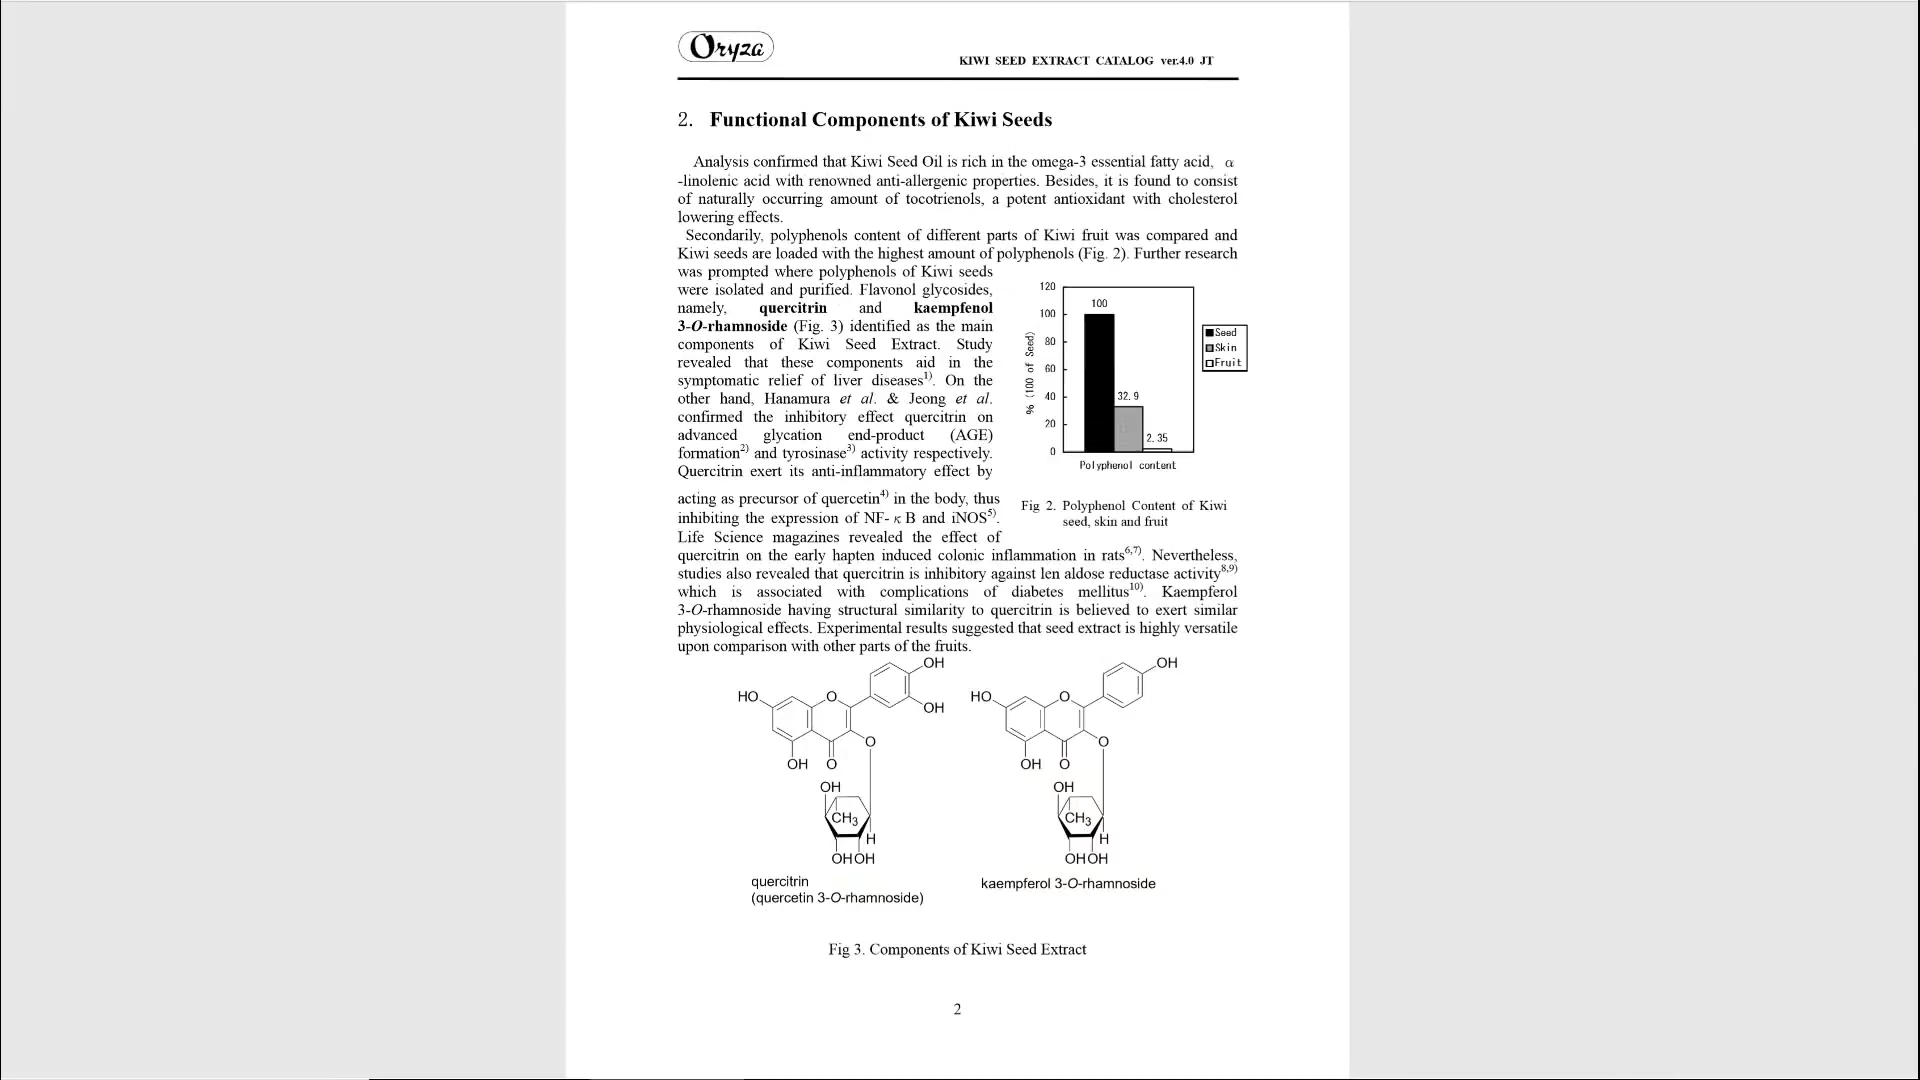 Oryza
KIWI SEED EXTRACT CATALOG ver.4.0 JT
2. Functional Components of Kiwi Seeds
Analysis confirmed that Kiwi Seed Oil is rich in the omega-3 essential fatty acid, α
-linolenic acid with renowned anti-allergenic properties. Besides, it is found to consist
of naturally occurring amount of tocotrienols, a potent antioxidant with cholesterol
lowering effects.
Secondarily, polyphenols content of different parts of Kiwi fruit was compared and
Kiwi seeds are loaded with the highest amount of polyphenols (Fig. 2). Further research
was prompted where polyphenols of Kiwi seeds
were isolated and purified. Flavonol glycosides,
namely, quercitrin and kaempfenol
3-O-rhamnoside (Fig. 3) identified as the main
components of Kiwi Seed Extract. Study
revealed that these components aid in the
symptomatic relief of liver diseases1). On the
other hand, Hanamura et al. & Jeong et al.
confirmed the inhibitory effect quercitrin on
advanced glycation end-product (AGE)
formation2) and tyrosinase3) activity respectively.
Quercitrin exert its anti-inflammatory effect by
acting as precursor of quercetin4) in the body, thus
inhibiting the expression of NF-κB and iNOS5).
Life Science magazines revealed the effect of
quercitrin on the early hapten induced colonic inflammation in rats6,7). Nevertheless,
studies also revealed that quercitrin is inhibitory against len aldose reductase activity8,9)
which is associated with complications of diabetes mellitus10). Kaempferol
3-O-rhamnoside having structural similarity to quercitrin is believed to exert similar
physiological effects. Experimental results suggested that seed extract is highly versatile
upon comparison with other parts of the fruits.
% (100 of Seed)
120
100
80
60
40
20
0
100
32.9
2.35
Polyphenol content
Seed
Skin
Fruit
Fig 2. Polyphenol Content of Kiwi
seed, skin and fruit
OH
HO
O
OH
O
OH
O
OH
CH3
H
OHOH
quercitrin
(quercetin 3-O-rhamnoside)
OH
HO
O
O
OH
O
OH
CH3
H
OHOH
kaempferol 3-O-rhamnoside
Fig 3. Components of Kiwi Seed Extract
2